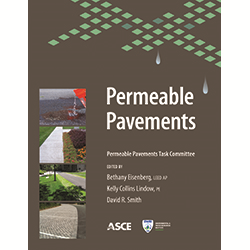 Permeable
Pavements
Permeable Pavements Task Committee
EDITED BY
Bethany Eisenberg, LEED AP
Kelly Collins Lindow, PE
David R. Smith
ASCE